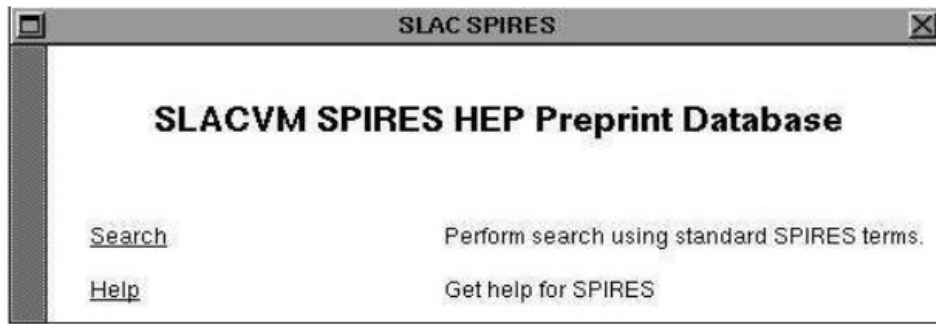 SLAC SPIRES
SLACVM SPIRES HEP Preprint Database
Search Perform search using standard SPIRES terms.
Help Get help for SPIRES